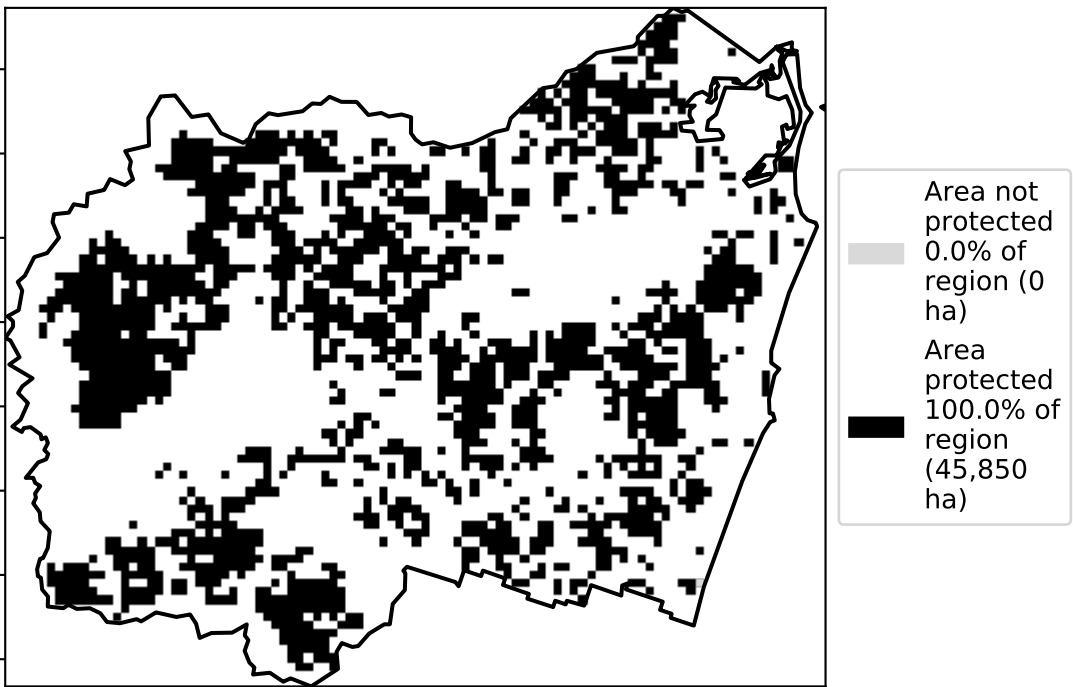 Area not
protected
0.0% of
region (0
ha)
Area
protected
100.0% of
region
(45,850
ha)